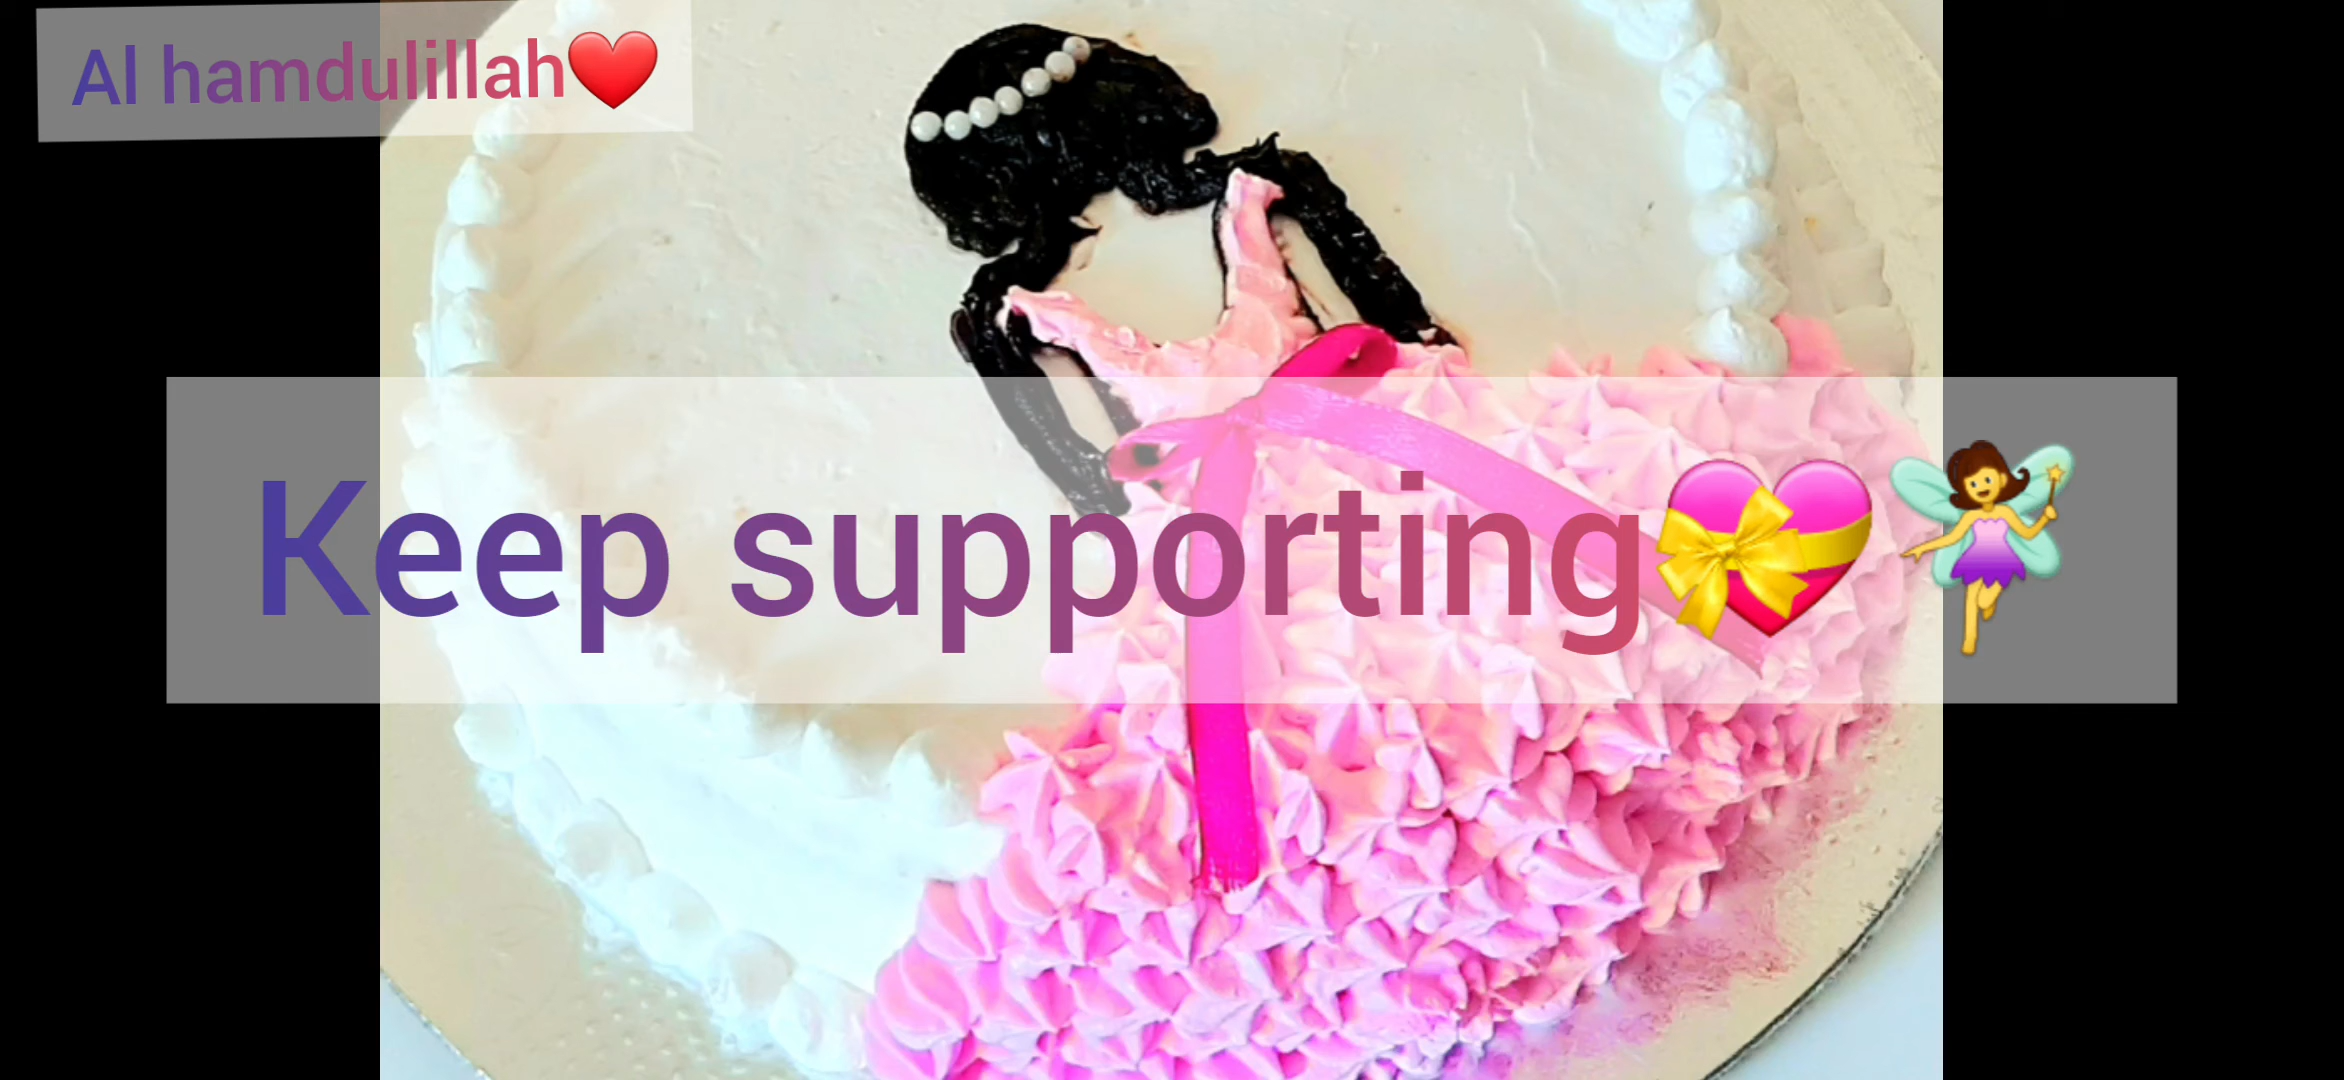 Al hamdulillah❤️
Keep supporting💝🧚‍♀️